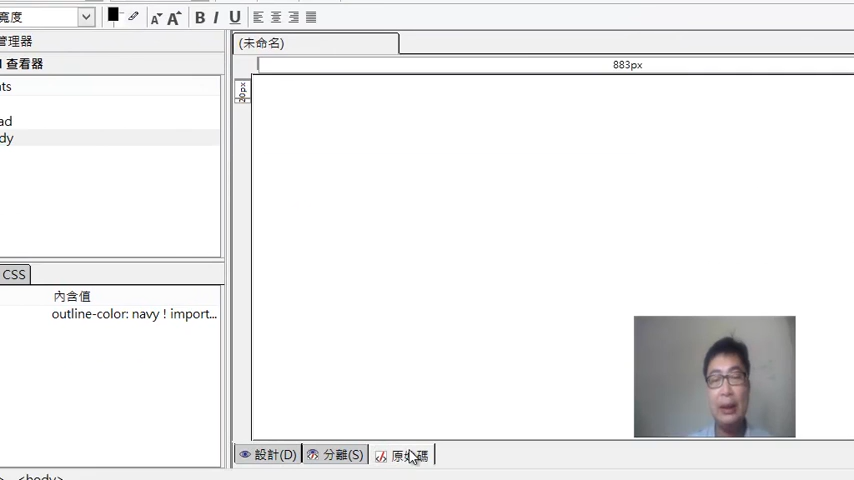 寬度
B I U
管理器
(未命名)
查看器
883px
20px
nts
ad
dy
CSS
內含值
outline-color: navy ! import...
設計(D) 分離(S) 原始碼
<body>